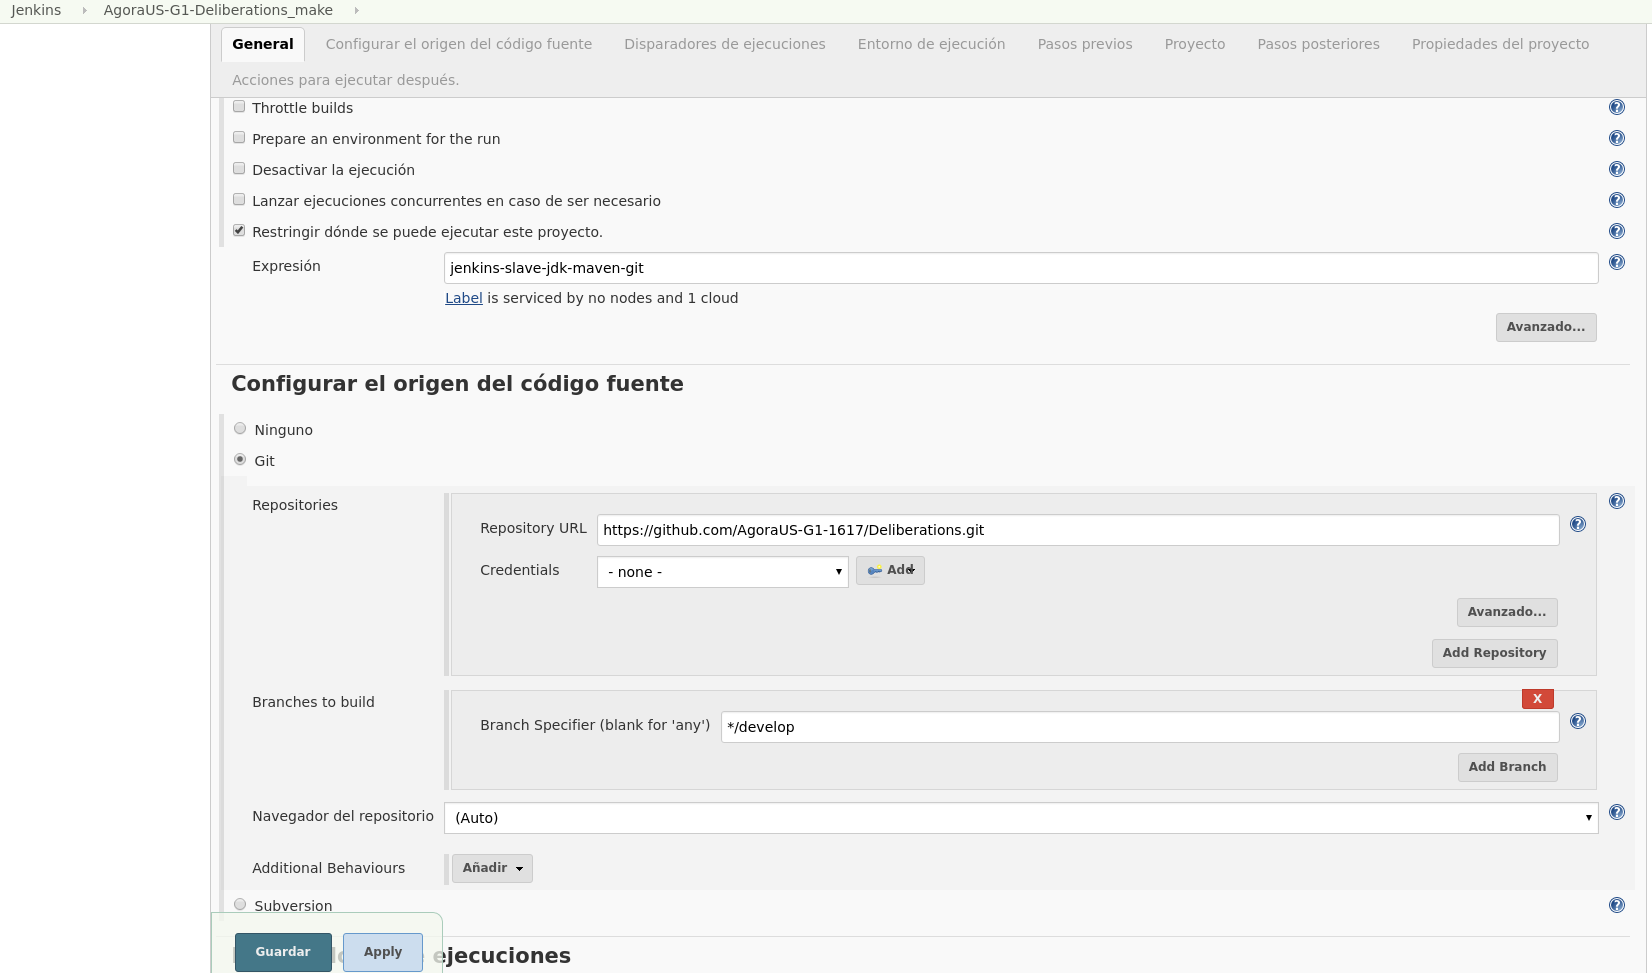 Jenkins AgoraUS-G1-Deliberations_make
General Configurar el origen del código fuente Disparadores de ejecuciones Entorno de ejecución Pasos previos Proyecto Pasos posteriores Propiedades del proyecto
Acciones para ejecutar después.
Throttle builds
Prepare an environment for the run
Desactivar la ejecución
Lanzar ejecuciones concurrentes en caso de ser necesario
Restringir dónde se puede ejecutar este proyecto.
Expresión jenkins-slave-jdk-maven-git
Label is serviced by no nodes and 1 cloud
Avanzado...
Configurar el origen del código fuente
Ninguno
Git
Repositories
Repository URL https://github.com/AgoraUS-G1-1617/Deliberations.git
Credentials - none - Add
Avanzado...
Add Repository
Branches to build
X
Branch Specifier (blank for 'any') */develop
Add Branch
Navegador del repositorio (Auto)
Additional Behaviours Añadir
Subversion
ejecuciones
Guardar Apply